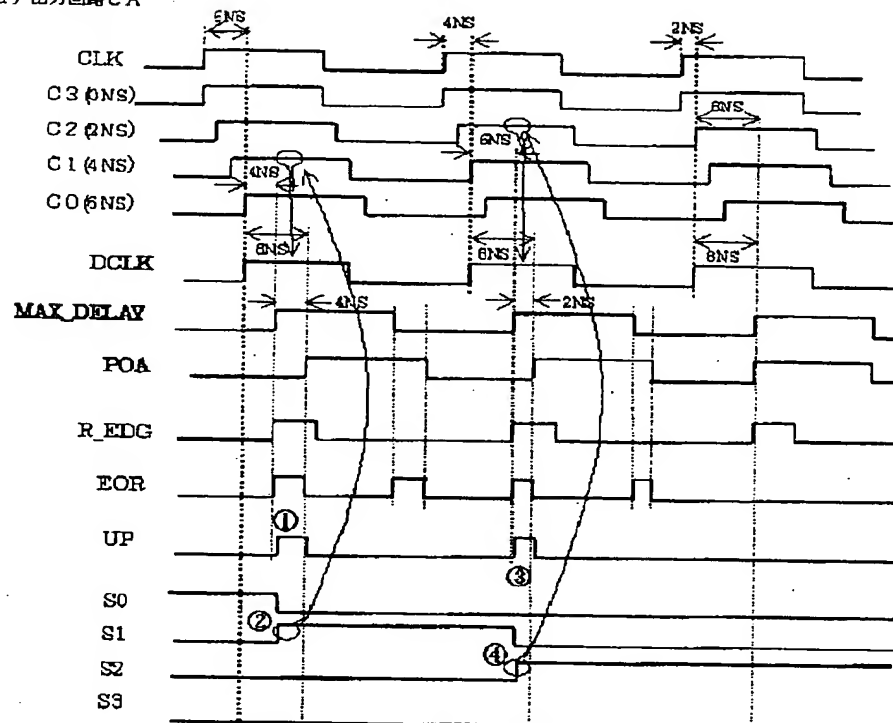 6NS
4NS
2NS
CLK
C3(0NS)
C2(2NS)
6NS
8NS
C1(4NS)
4NS
C0(6NS)
8NS
6NS
8NS
DCLK
4NS
2NS
MAX_DELAY
POA
R_EDG
EOR
①
UP
③
S0
②
S1
④
S2
S3